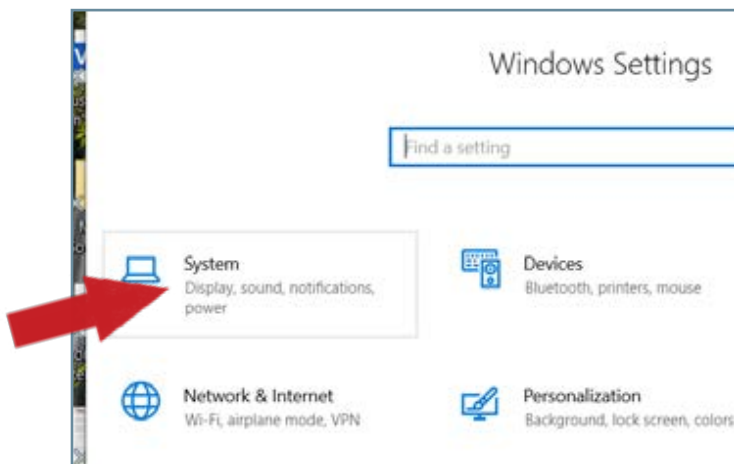 Windows Settings
Find a setting
System
Display, sound, notifications,
power
Devices
Bluetooth, printers, mouse
Network & Internet
Wi-Fi, airplane mode, VPN
Personalization
Background, lock screen, colors